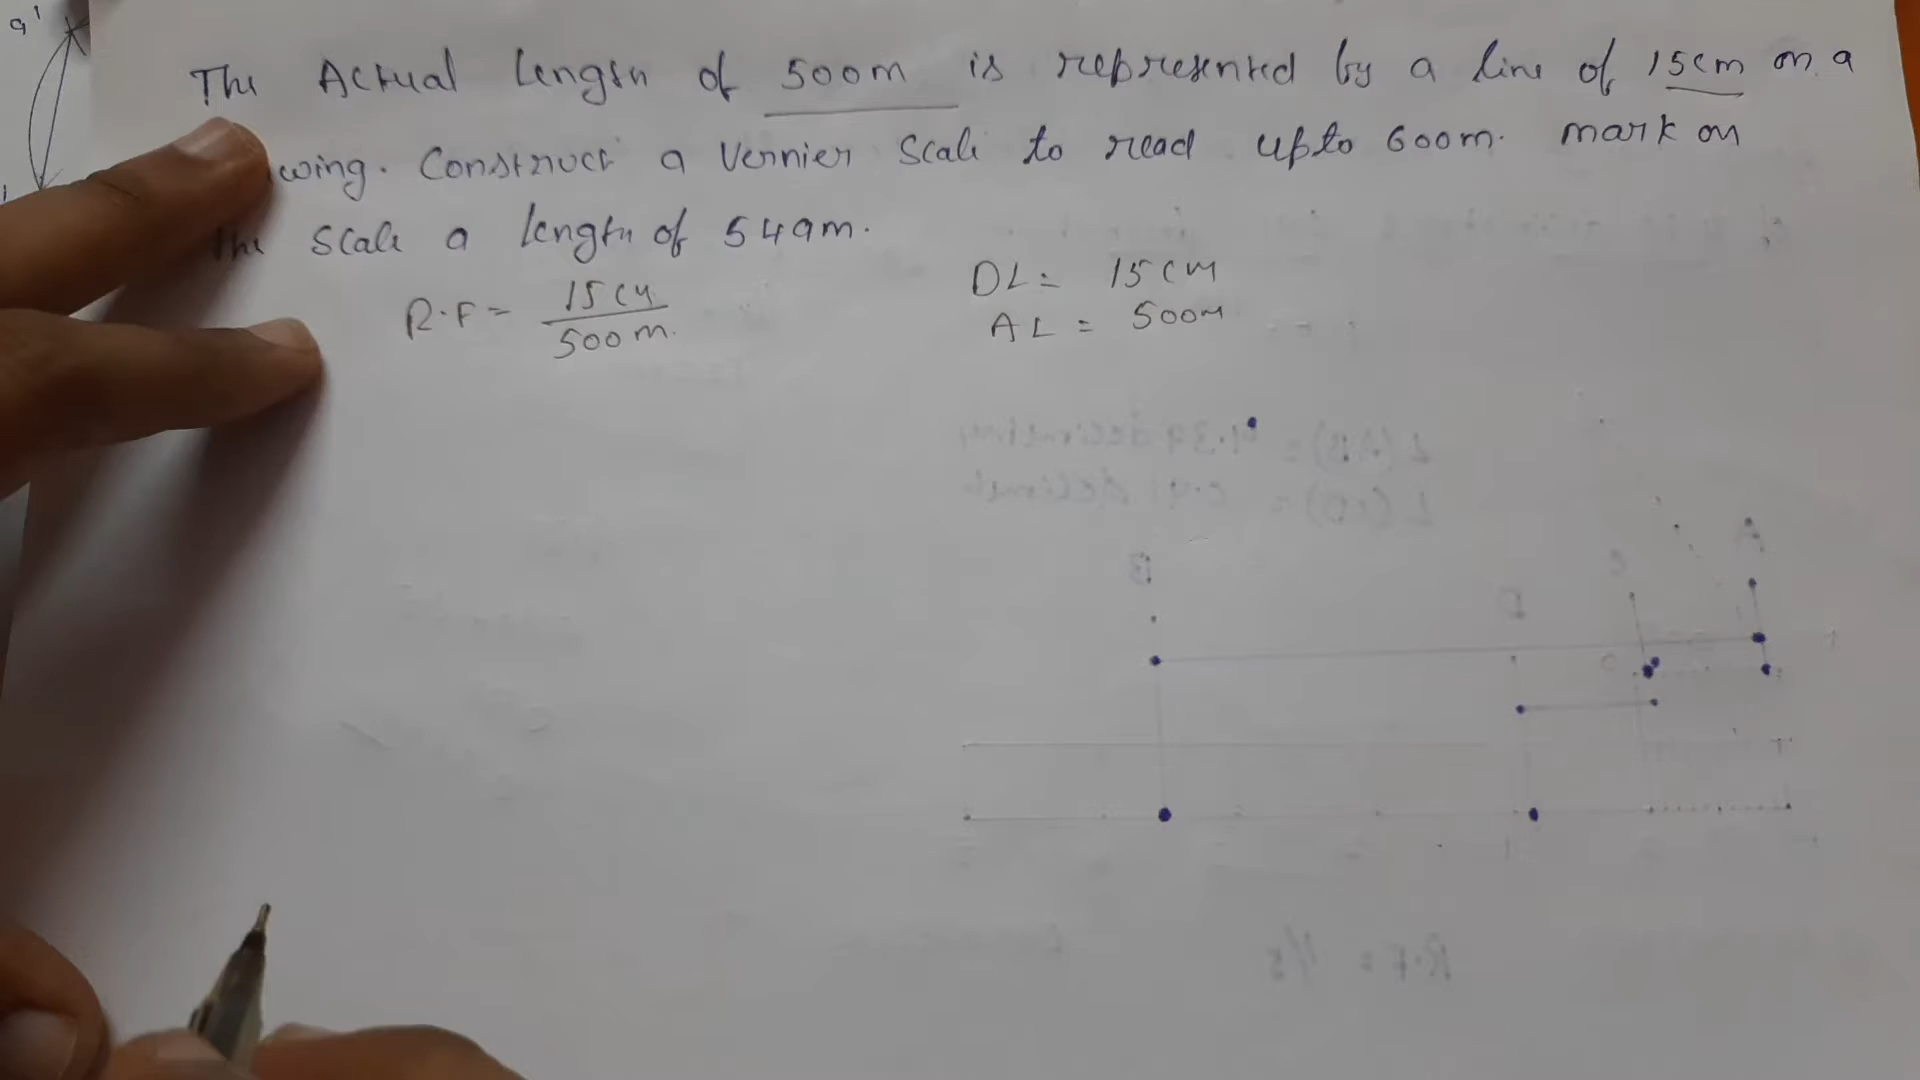 The Actual length of 500m is represented by a line of 15cm on a
wing. Construct a Vernier Scale to read upto 600m. mark on
the Scale a length of 549m.
R.F = 15cm / 500m.
DL = 15cm
AL = 500m